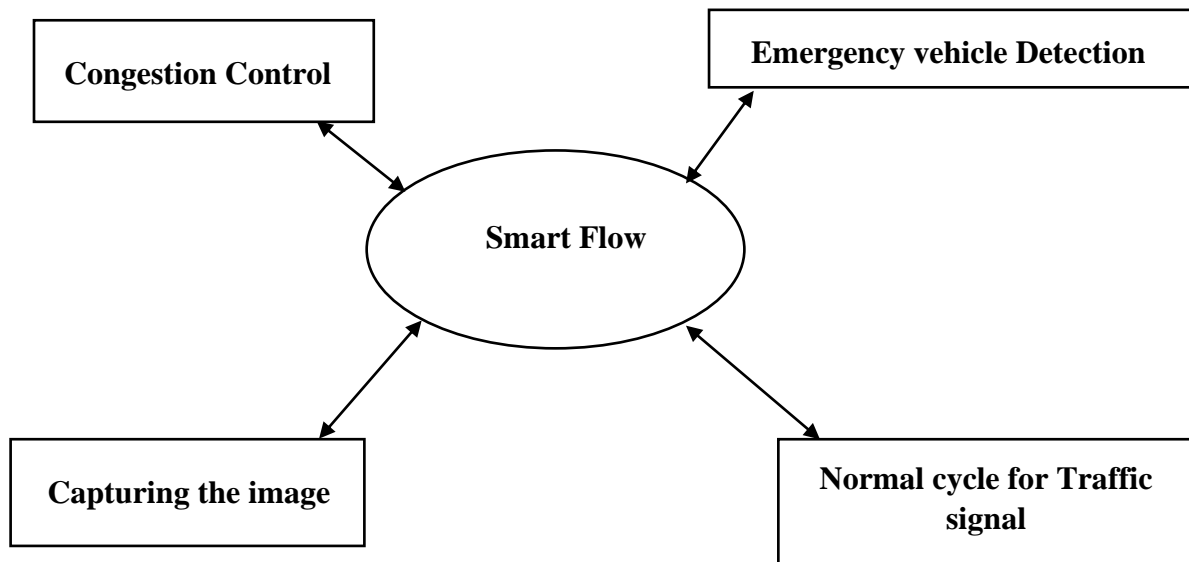 Emergency vehicle Detection
Congestion Control
Smart Flow
Capturing the image
Normal cycle for Traffic
signal